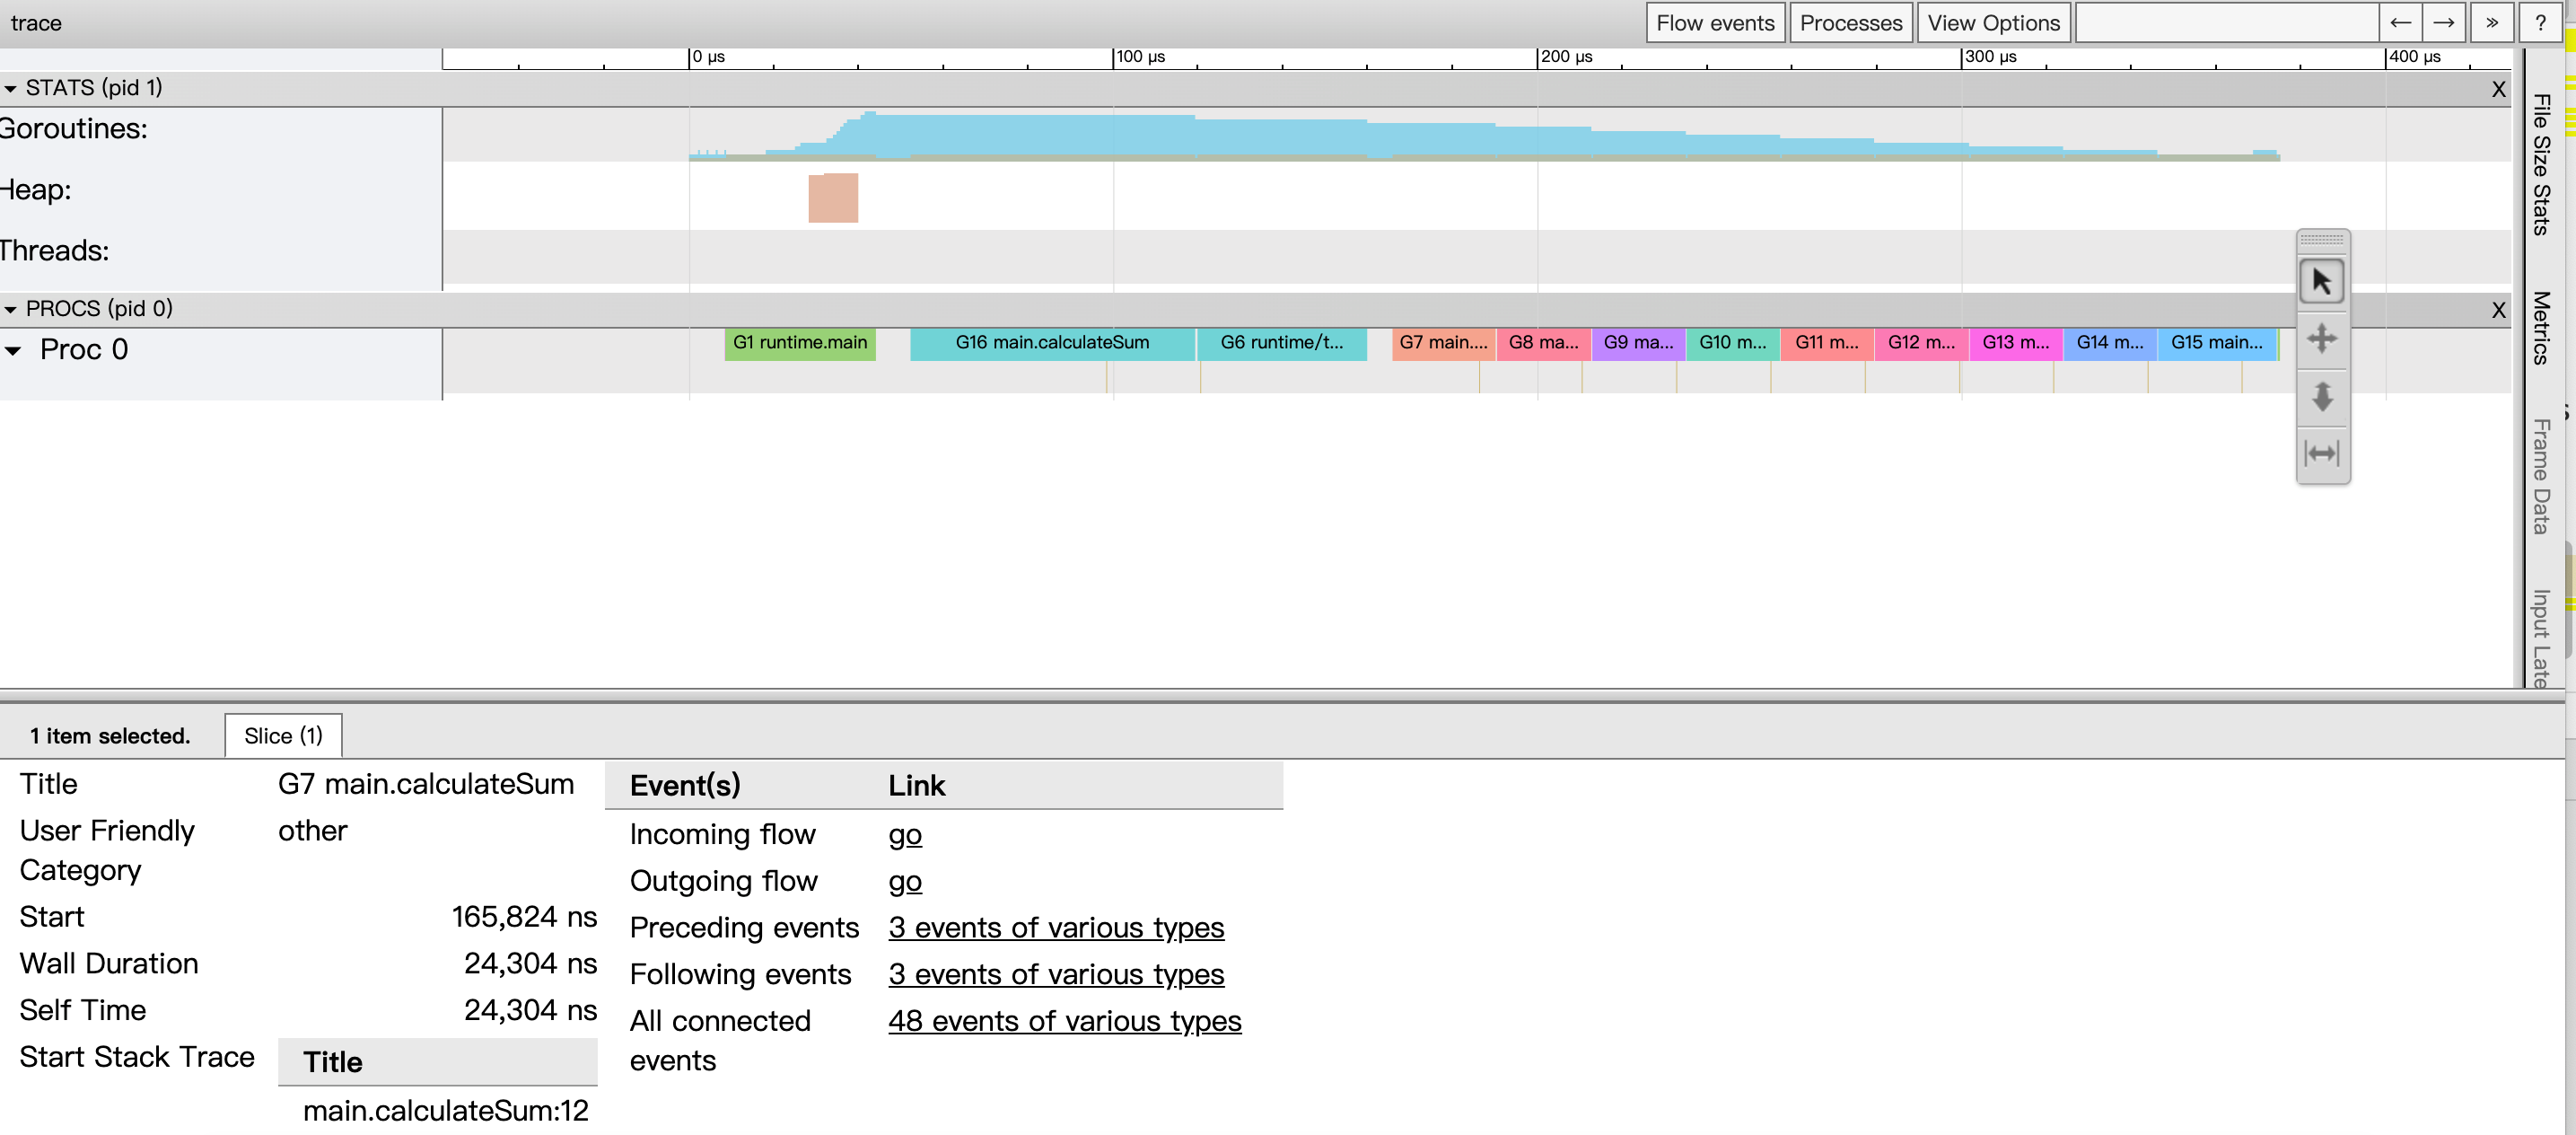 trace
Flow events Processes View Options ← → » ?
0 µs 100 µs 200 µs 300 µs 400 µs
STATS (pid 1) X
Goroutines:
Heap:
Threads:
PROCS (pid 0) X
Proc 0
G1 runtime.main G16 main.calculateSum G6 runtime/t... G7 main.... G8 ma... G9 ma... G10 m... G11 m... G12 m... G13 m... G14 m... G15 main...
File Size Stats
Metrics
Frame Data
Input Late
1 item selected. Slice (1)
Title G7 main.calculateSum
User Friendly Category other
Start 165,824 ns
Wall Duration 24,304 ns
Self Time 24,304 ns
Start Stack Trace Title
main.calculateSum:12
Event(s) Link
Incoming flow go
Outgoing flow go
Preceding events 3 events of various types
Following events 3 events of various types
All connected events 48 events of various types